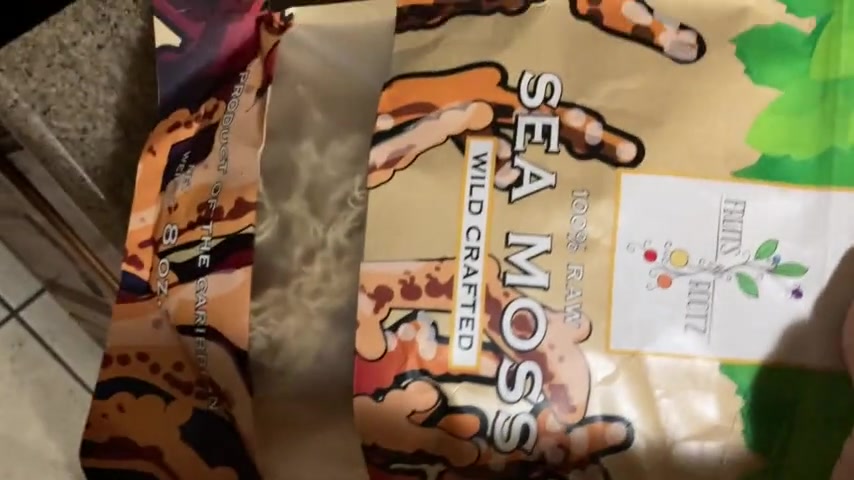 FRUITS
ROOTZ
100% RAW
SEA MOSS
WILD CRAFTED
PRODUCT OF THE CARIBBEAN
8 OZ.